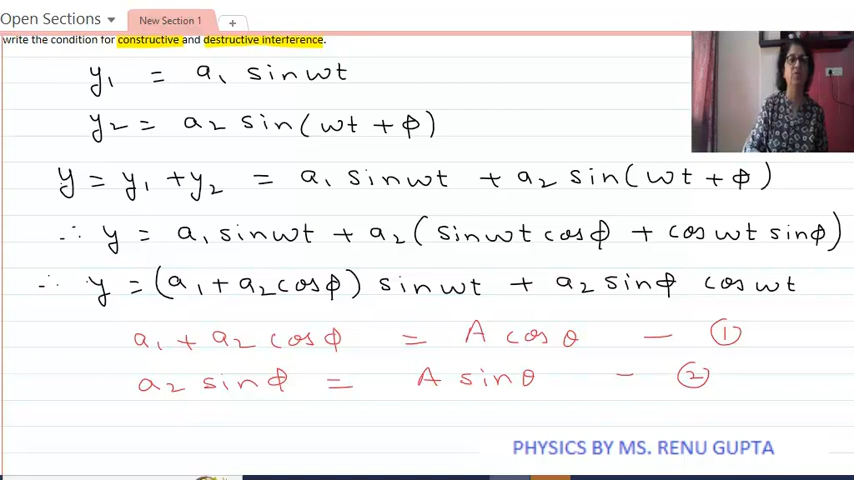 Open Sections
New Section 1
write the condition for constructive and destructive interference.
y₁ = a₁ sinωt
y₂ = a₂ sin(ωt + φ)
y = y₁ + y₂ = a₁ sinωt + a₂ sin(ωt + φ)
∴ y = a₁ sinωt + a₂(sinωt cosφ + cosωt sinφ)
∴ y = (a₁ + a₂cosφ) sinωt + a₂ sinφ cosωt
a₁ + a₂ cosφ = A cosθ — ①
a₂ sinφ = A sinθ — ②
PHYSICS BY MS. RENU GUPTA